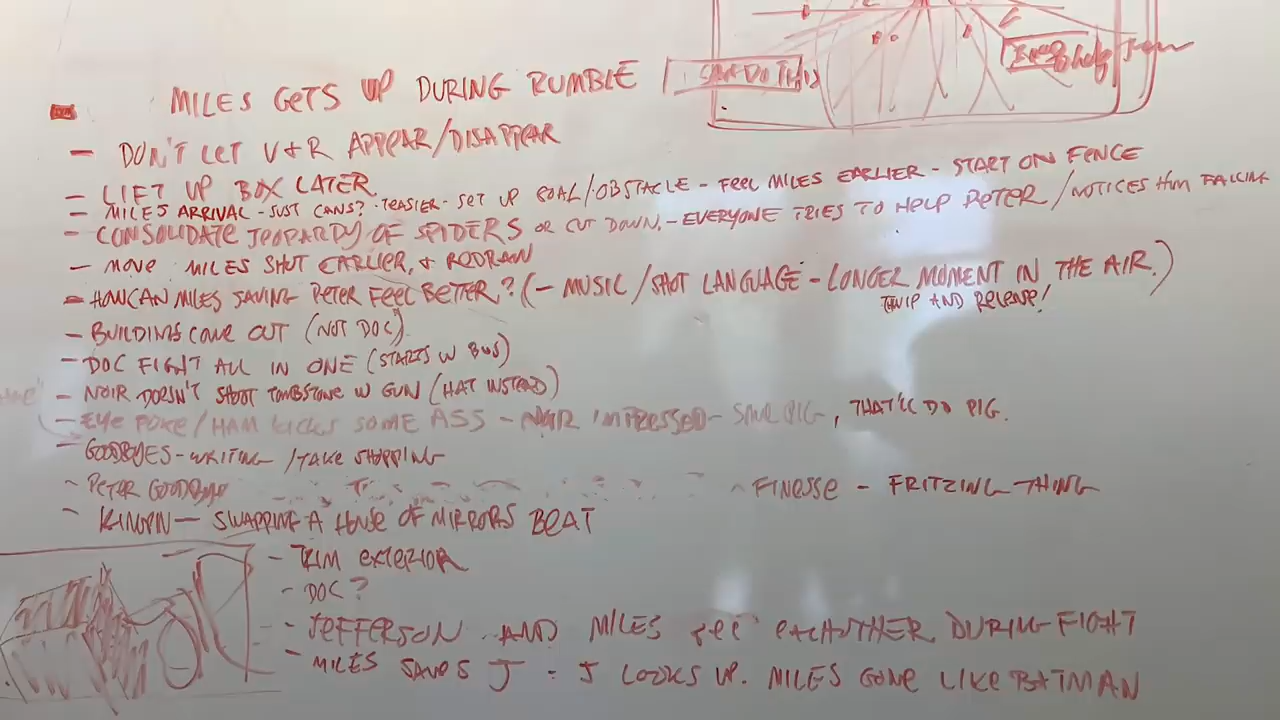 MILES GETS UP DURING RUMBLE
- DON'T LET V+R APPEAR/DISAPPEAR
- LIFT UP BOX LATER
- MILES ARRIVAL - JUST CANS? - TEASIER - SET UP GOAL/OBSTACLE - FEEL MILES EARLIER - START ON FENCE
- CONSOLIDATE JEOPARDY OF SPIDERS OR CUT DOWN. - EVERYONE TRIES TO HELP PETER/NOTICES HIM FALLING
- MOVE MILES SHOT EARLIER, + REDRAW
- HOW CAN MILES SAVING PETER FEEL BETTER? (- MUSIC/SHOT LANGUAGE - LONGER MOMENT IN THE AIR.)
THWIP AND RELEASE!
- BUILDINGS COME OUT (NOT DOC)
- DOC FIGHT ALL IN ONE (STARTS W BUS)
- NOIR DOESN'T SHOOT TOMBSTONE W GUN (HAT INSTEAD)
- EYE POKE/HAM KICKS SOME ASS - NOIR IMPRESSED - SOME PIG, THAT'LL DO PIG.
- GOODBYES - WRITING / TAKE SHOPPING
- PETER GOODBYE
- FINESSE - FRITZING THING
- KINGPIN - SWAPPING A HOUSE OF MIRRORS BEAT
- TRIM EXTERIOR
- DOC?
- JEFFERSON AND MILES SEE EACHOTHER DURING FIGHT
- MILES SAVES J - J LOOKS UP. MILES GONE LIKE BATMAN